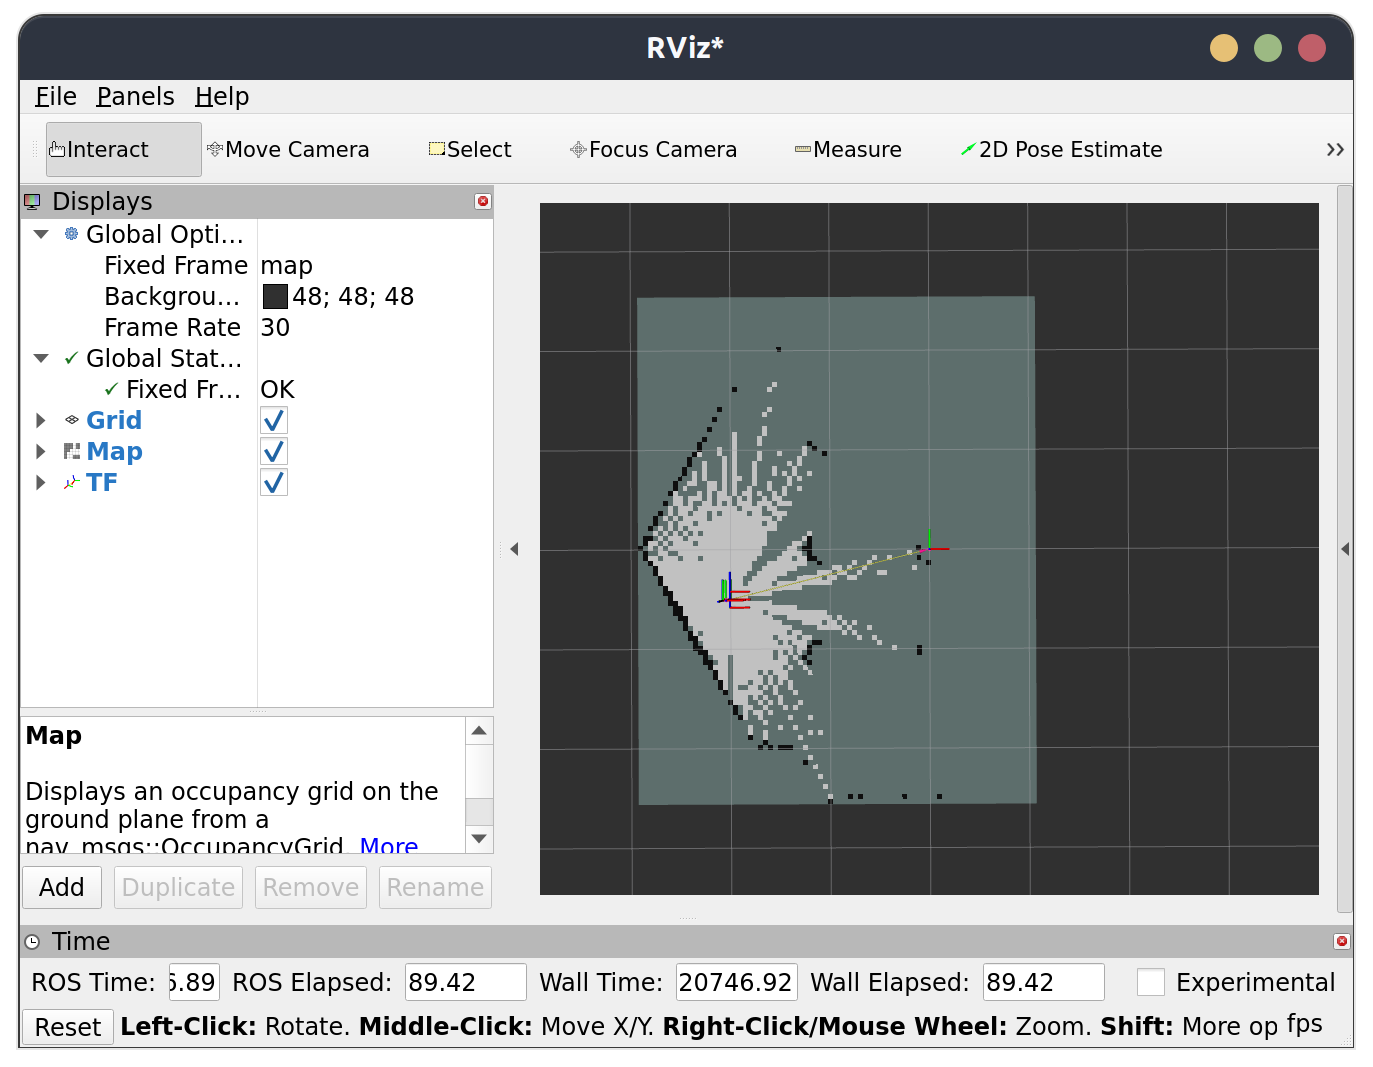 RViz*
File Panels Help
Interact Move Camera Select Focus Camera Measure 2D Pose Estimate
Displays
Global Opti...
Fixed Frame map
Backgrou... 48; 48; 48
Frame Rate 30
Global Stat...
Fixed Fr... OK
Grid
Map
TF
Map
Displays an occupancy grid on the
ground plane from a
nav_msgs::OccupancyGrid. More
Add Duplicate Remove Rename
Time
ROS Time: 5.89 ROS Elapsed: 89.42 Wall Time: 20746.92 Wall Elapsed: 89.42 Experimental
Reset Left-Click: Rotate. Middle-Click: Move X/Y. Right-Click/Mouse Wheel: Zoom. Shift: More op fps